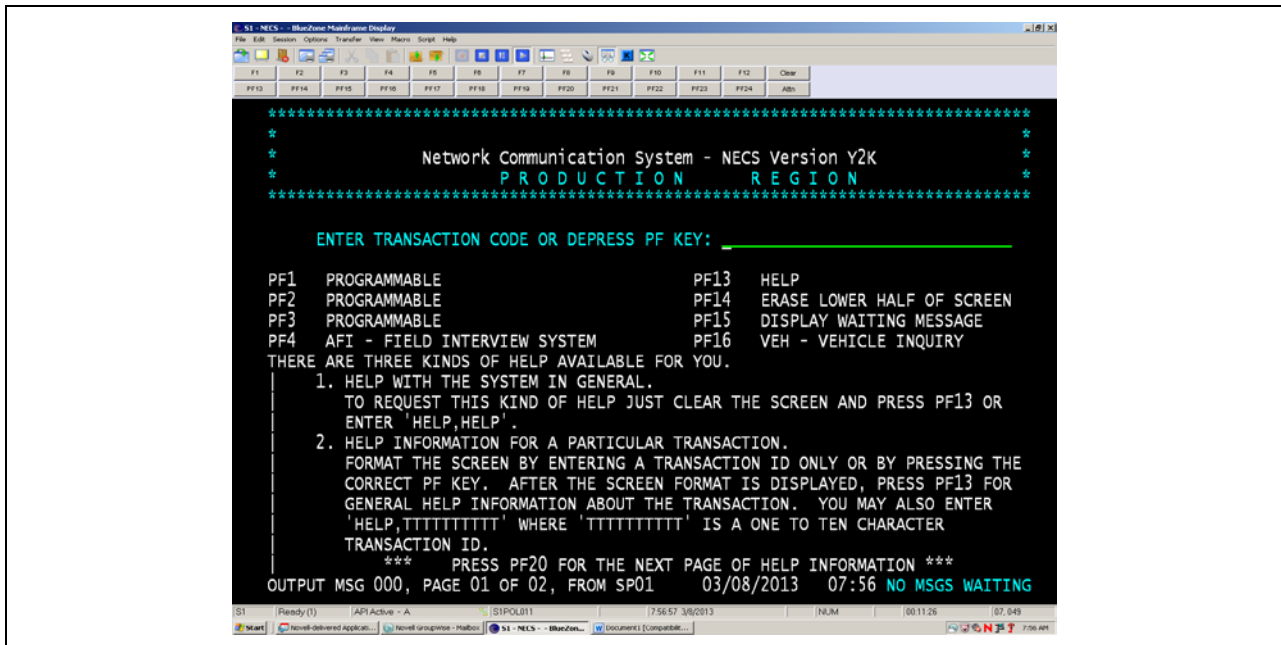 S1 - NECS - - BlueZone Mainframe Display
File Edit Session Options Transfer View Macro Script Help
F1 F2 F3 F4 F5 F6 F7 F8 F9 F10 F11 F12 Clear
PF13 PF14 PF15 PF16 PF17 PF18 PF19 PF20 PF21 PF22 PF23 PF24 Attn
*******************************************************************************
* *
* Network Communication System - NECS Version Y2K *
* P R O D U C T I O N R E G I O N *
*******************************************************************************
ENTER TRANSACTION CODE OR DEPRESS PF KEY: _
PF1 PROGRAMMABLE PF13 HELP
PF2 PROGRAMMABLE PF14 ERASE LOWER HALF OF SCREEN
PF3 PROGRAMMABLE PF15 DISPLAY WAITING MESSAGE
PF4 AFI - FIELD INTERVIEW SYSTEM PF16 VEH - VEHICLE INQUIRY
THERE ARE THREE KINDS OF HELP AVAILABLE FOR YOU.
| 1. HELP WITH THE SYSTEM IN GENERAL.
| TO REQUEST THIS KIND OF HELP JUST CLEAR THE SCREEN AND PRESS PF13 OR
| ENTER 'HELP,HELP'.
| 2. HELP INFORMATION FOR A PARTICULAR TRANSACTION.
| FORMAT THE SCREEN BY ENTERING A TRANSACTION ID ONLY OR BY PRESSING THE
| CORRECT PF KEY. AFTER THE SCREEN FORMAT IS DISPLAYED, PRESS PF13 FOR
| GENERAL HELP INFORMATION ABOUT THE TRANSACTION. YOU MAY ALSO ENTER
| 'HELP,TTTTTTTTTT' WHERE 'TTTTTTTTTT' IS A ONE TO TEN CHARACTER
| TRANSACTION ID.
| *** PRESS PF20 FOR THE NEXT PAGE OF HELP INFORMATION ***
OUTPUT MSG 000, PAGE 01 OF 02, FROM SP01 03/08/2013 07:56 NO MSGS WAITING
S1 Ready (1) API Active - A S1POL011 7:56:57 3/8/2013 NUM 00:11:26 07, 049
Start Novell-delivered Applicati... Novell GroupWise - Mailbox S1 - NECS - - BlueZon... Document1 [Compatibilit... 7:56 AM